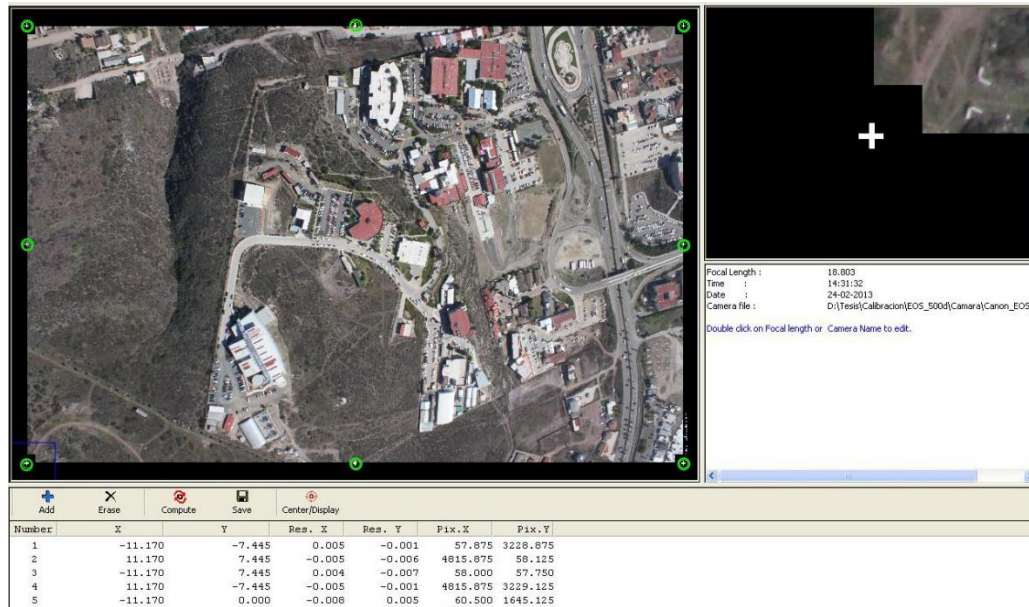 Focal Length : 18.803
Time : 14:31:32
Date : 24-02-2013
Camera file : D:\Tesis\Calibracion\EOS_500d\Camara\Canon_EOS
Double click on Focal length or Camera Name to edit.
Add Erase Compute Save Center/Display
Number X Y Res. X Res. Y Pix.X Pix.Y
1 -11.170 -7.445 0.005 -0.001 57.875 3228.875
2 11.170 7.445 -0.005 -0.006 4815.875 58.125
3 -11.170 7.445 0.004 -0.007 58.000 57.750
4 11.170 -7.445 -0.005 -0.001 4815.875 3229.125
5 -11.170 0.000 -0.008 0.005 60.500 1645.125